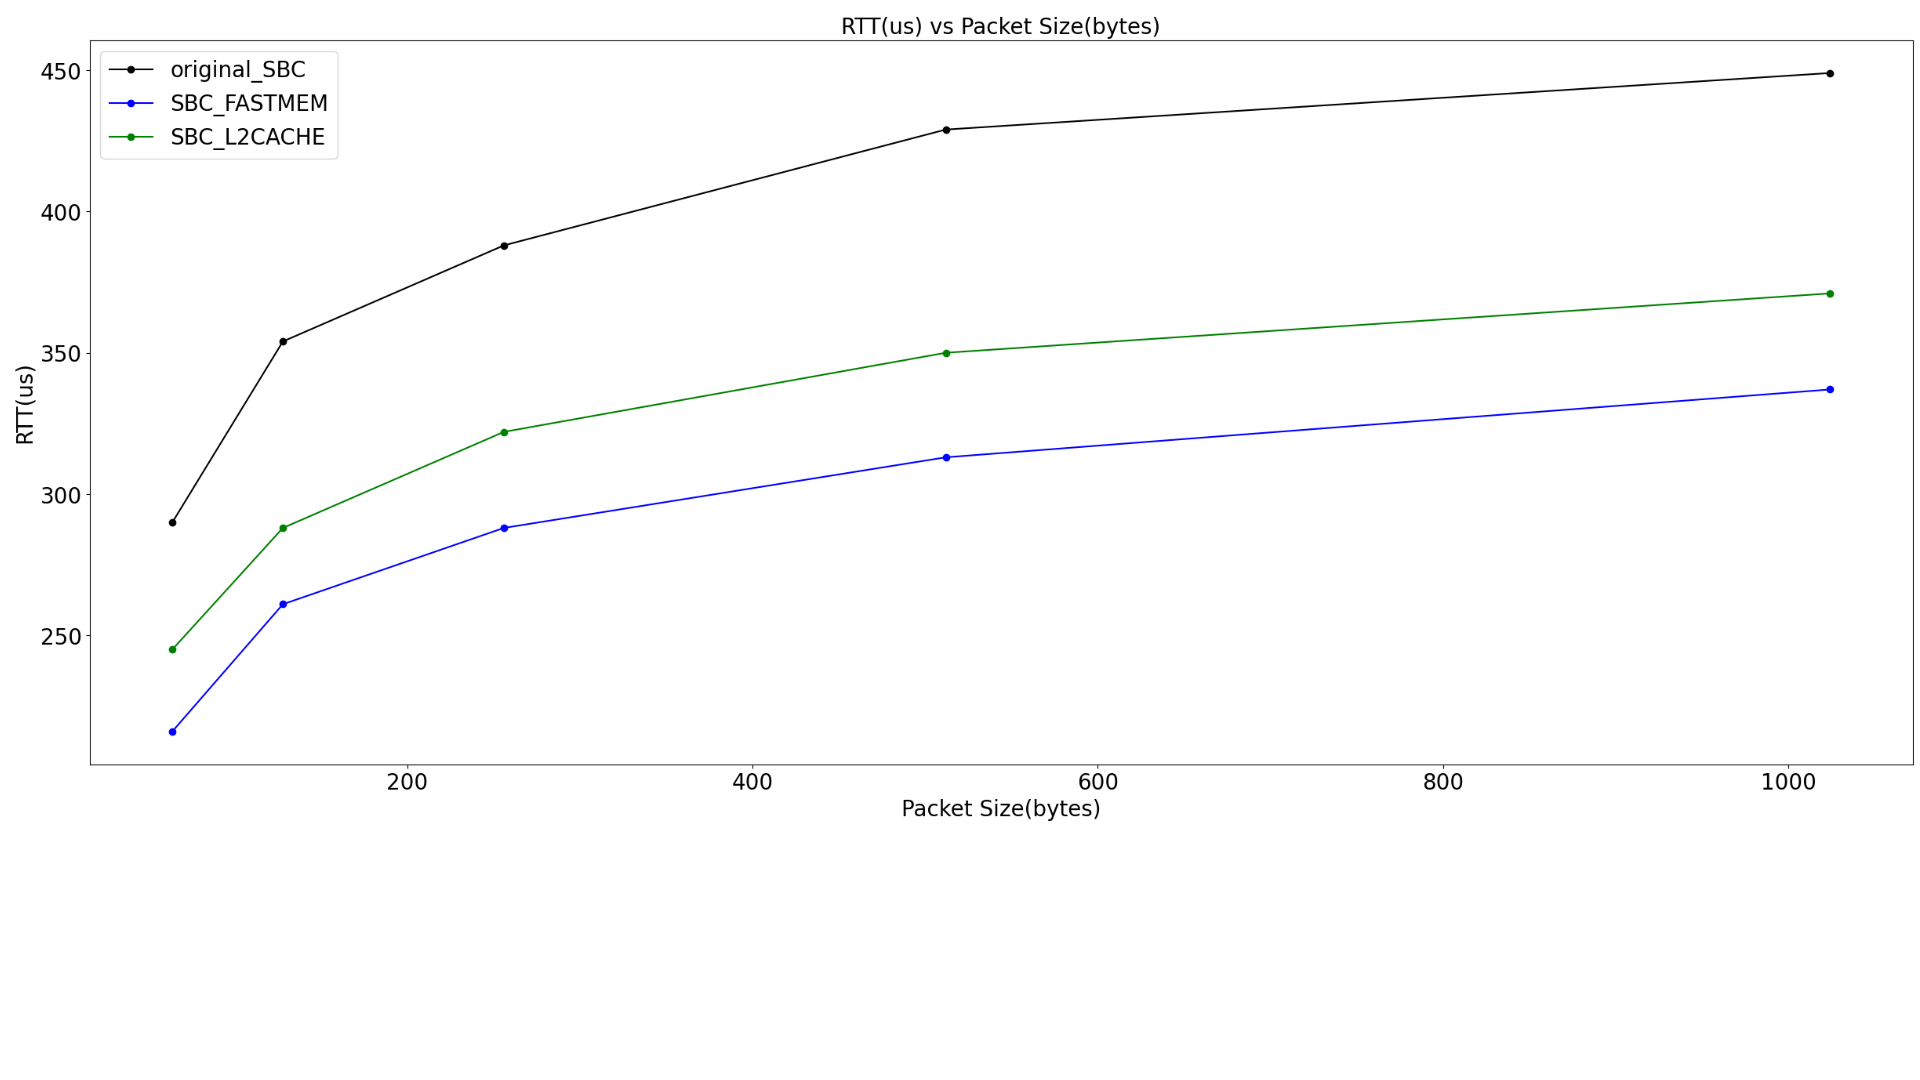 RTT(us) vs Packet Size(bytes)
original_SBC
SBC_FASTMEM
SBC_L2CACHE
450
400
350
300
250
RTT(us)
200 400 600 800 1000
Packet Size(bytes)